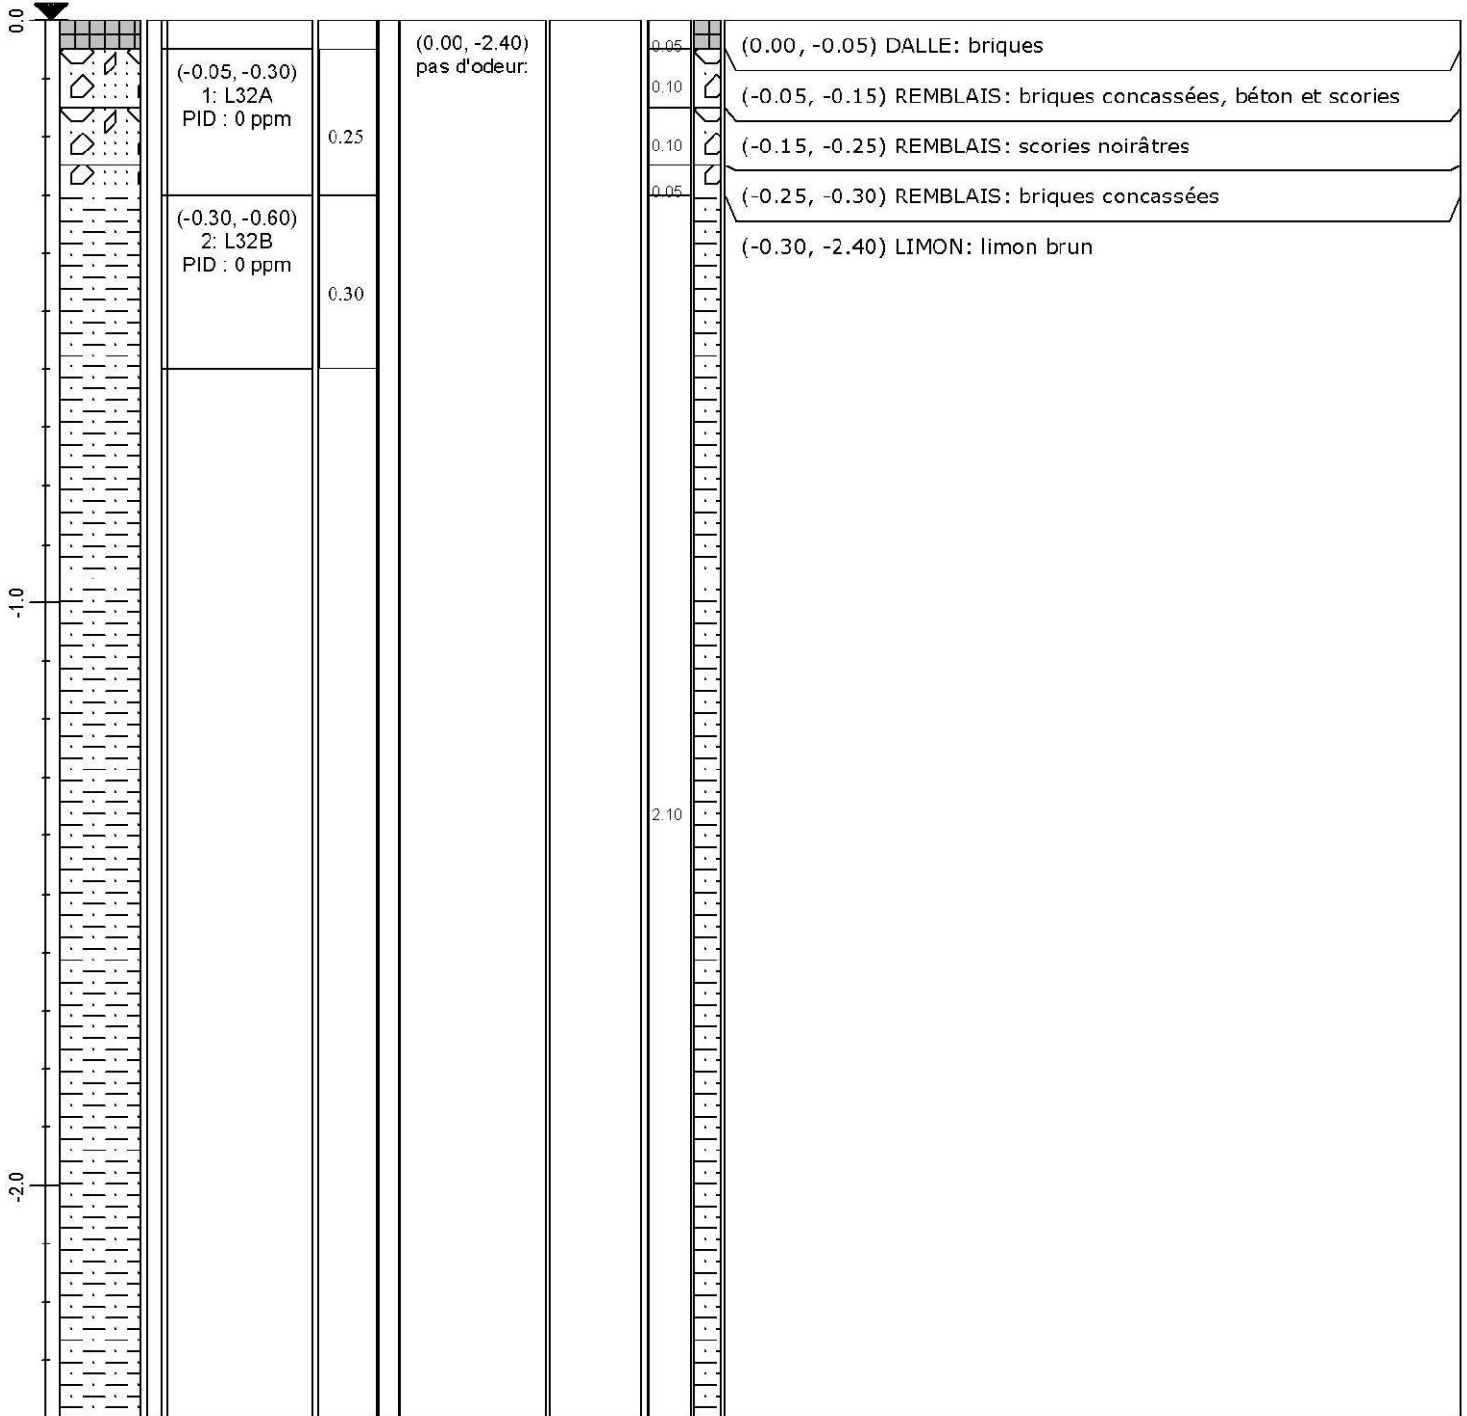 0.0
-1.0
-2.0
(-0.05, -0.30)
1: L32A
PID : 0 ppm
0.25
(-0.30, -0.60)
2: L32B
PID : 0 ppm
0.30
(0.00, -2.40)
pas d'odeur:
0.05
0.10
0.10
0.05
2.10
(0.00, -0.05) DALLE: briques
(-0.05, -0.15) REMBLAIS: briques concassées, béton et scories
(-0.15, -0.25) REMBLAIS: scories noirâtres
(-0.25, -0.30) REMBLAIS: briques concassées
(-0.30, -2.40) LIMON: limon brun